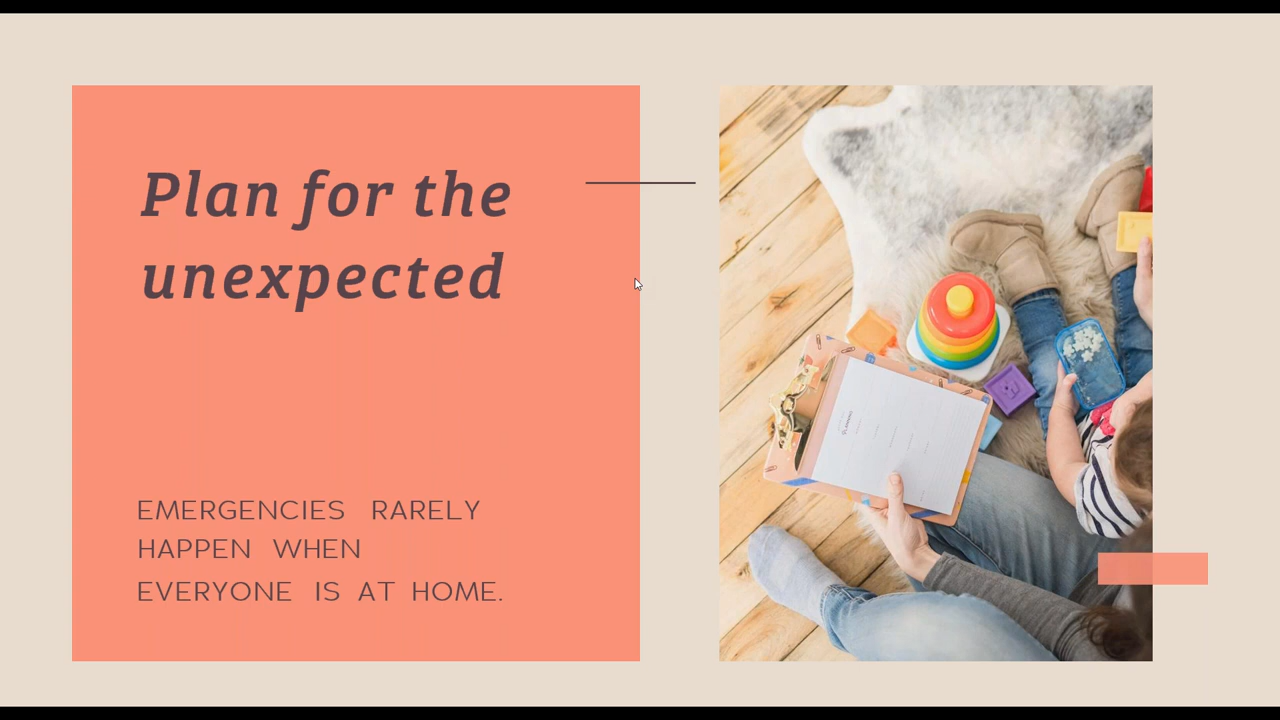 Plan for the
unexpected
EMERGENCIES RARELY
HAPPEN WHEN
EVERYONE IS AT HOME.